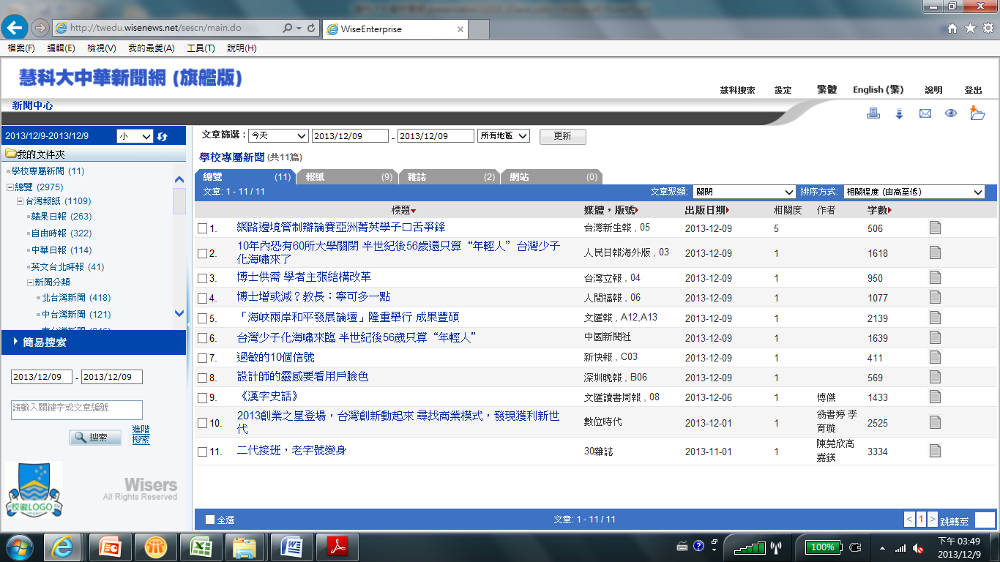 http://twedu.wisenews.net/sescn/main.do
WiseEnterprise
檔案(F) 編輯(E) 檢視(V) 我的最愛(A) 工具(T) 說明(H)
慧科大中華新聞網 (旗艦版)
慧科搜索 設定 繁體 English (繁) 說明 登出
新聞中心
2013/12/9-2013/12/9 小
我的文件夾
學校專屬新聞 (11)
總覽 (2975)
台灣報紙 (1109)
蘋果日報 (263)
自由時報 (322)
中華日報 (114)
英文台北時報 (41)
新聞分類
北台灣新聞 (418)
中台灣新聞 (121)
簡易搜索
2013/12/09 - 2013/12/09
請輸入關鍵字或文章編號
搜索 進階
搜索
校徽LOGO
Wisers
All Rights Reserved
文章篩選：今天 2013/12/09 - 2013/12/09 所有地區 更新
學校專屬新聞 (共11篇)
總覽 (11) 報紙 (9) 雜誌 (2) 網站 (0)
文章: 1 - 11 / 11 文章聚類: 關閉 排序方式: 相關程度 (由高至低)
標題 媒體，版號 出版日期 相關度 作者 字數
1. 網路邊境管制辯論賽亞洲菁英學子口舌爭鋒 台灣新生報 , 05 2013-12-09 5 506
2. 10年內恐有60所大學關閉 半世紀後56歲還只算“年輕人” 台灣少子
化海嘯來了 人民日報海外版 , 03 2013-12-09 1 1618
3. 博士供需 學者主張結構改革 台灣立報 , 04 2013-12-09 1 950
4. 博士增或減？教長：寧可多一點 人間福報 , 06 2013-12-09 1 1077
5. 「海峽兩岸和平發展論壇」隆重舉行 成果豐碩 文匯報 , A12,A13 2013-12-09 1 2139
6. 台灣少子化海嘯來臨 半世紀後56歲只算“年輕人” 中國新聞社 2013-12-09 1 1639
7. 過敏的10個信號 新快報 , C03 2013-12-09 1 411
8. 設計師的靈感要看用戶臉色 深圳晚報 , B06 2013-12-09 1 569
9. 《漢字史話》 文匯讀書周報 , 08 2013-12-06 1 傅傑 1433
10. 2013創業之星登場，台灣創新動起來 尋找商業模式，發現獲利新世
代 數位時代 2013-12-01 1 翁書婷 李
育璇 2525
11. 二代接班，老字號變身 30雜誌 2013-11-01 1 陳莞欣高
嘉鎂 3334
全選 文章: 1 - 11 / 11 < 1 > 跳轉至
100% 下午 03:49
2013/12/9